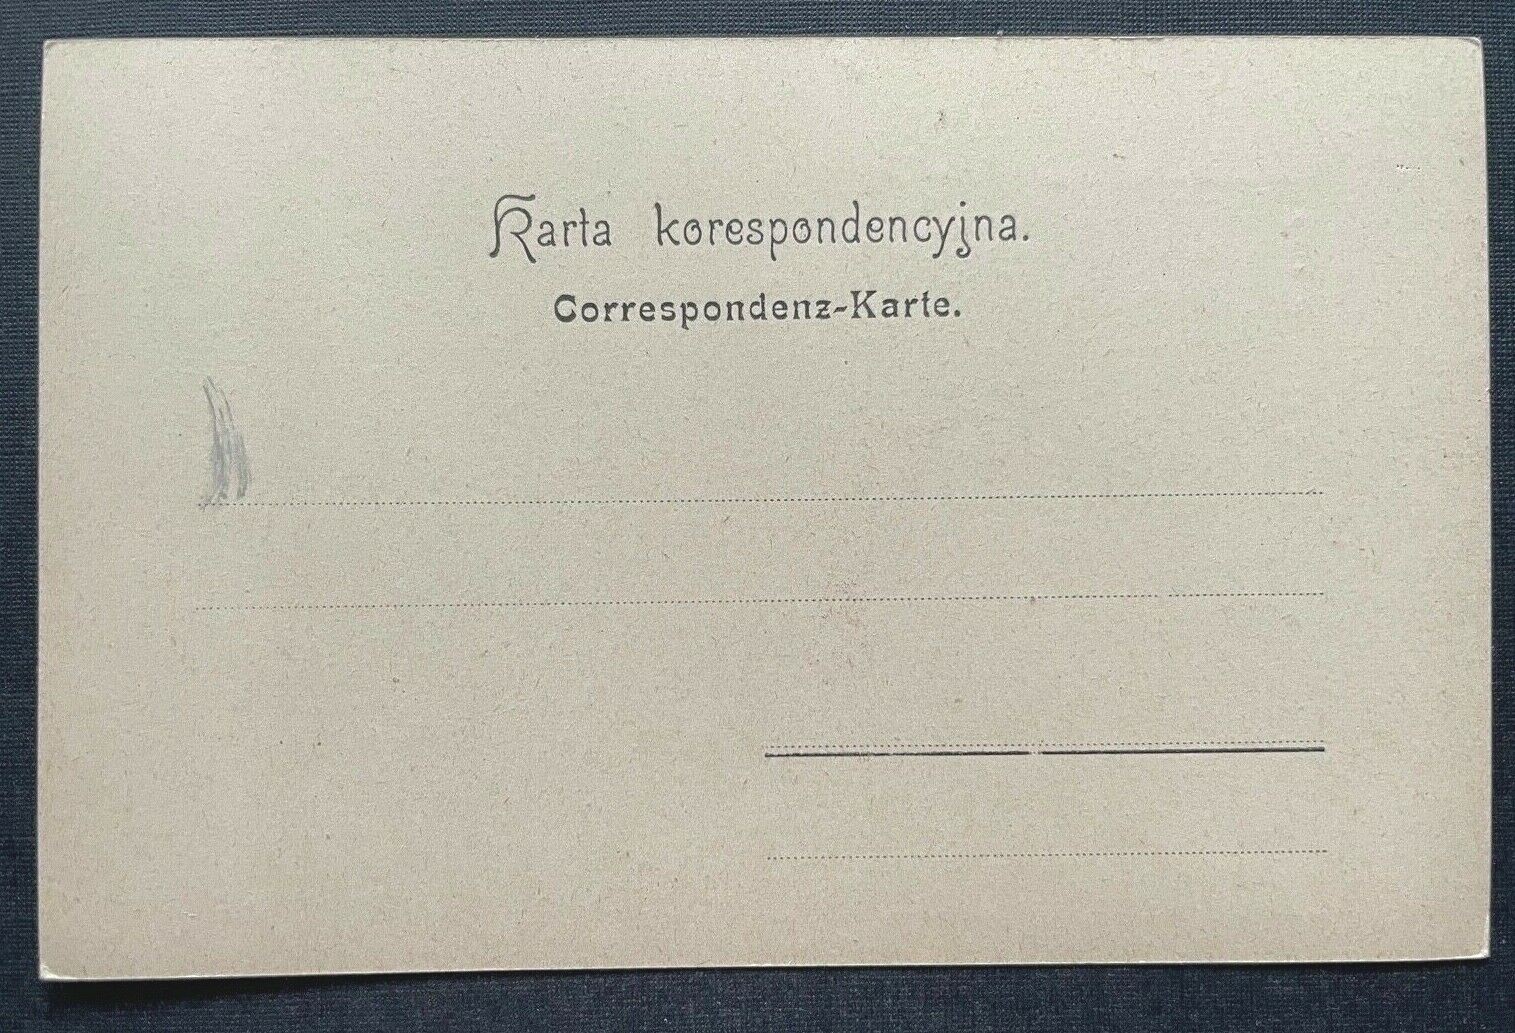 Karta korespondencyjna.
Correspondenz-Karte.